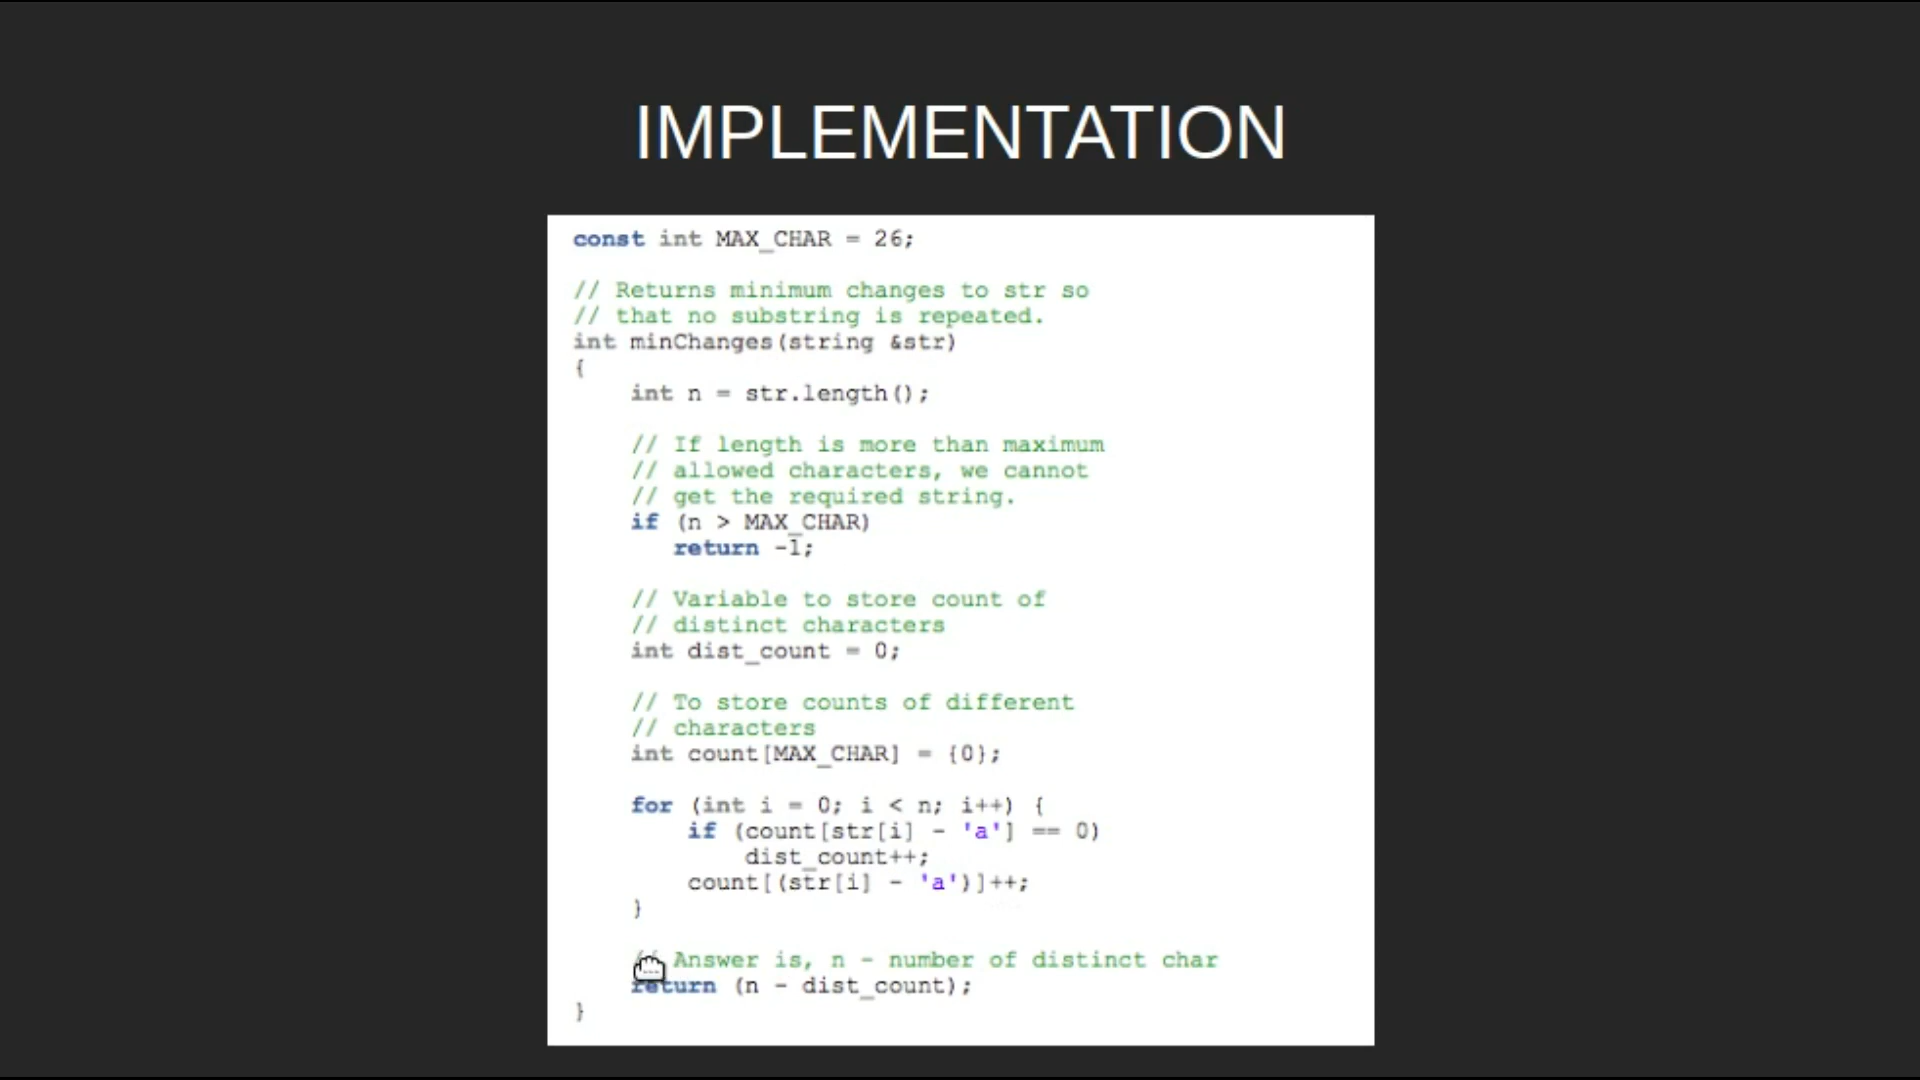 IMPLEMENTATION
const int MAX_CHAR = 26;
// Returns minimum changes to str so
// that no substring is repeated.
int minChanges(string &str)
{
int n = str.length();
// If length is more than maximum
// allowed characters, we cannot
// get the required string.
if (n > MAX_CHAR)
return -1;
// Variable to store count of
// distinct characters
int dist_count = 0;
// To store counts of different
// characters
int count[MAX_CHAR] = {0};
for (int i = 0; i < n; i++) {
if (count[str[i] - 'a'] == 0)
dist_count++;
count[(str[i] - 'a')]++;
}
// Answer is, n - number of distinct char
return (n - dist_count);
}